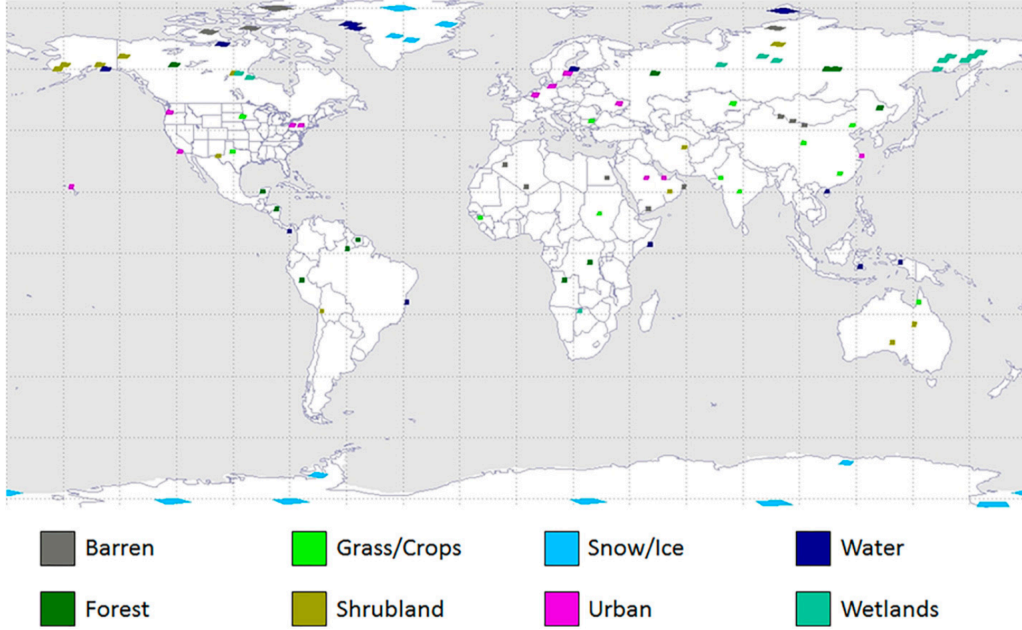 Barren
Grass/Crops
Snow/Ice
Water
Forest
Shrubland
Urban
Wetlands